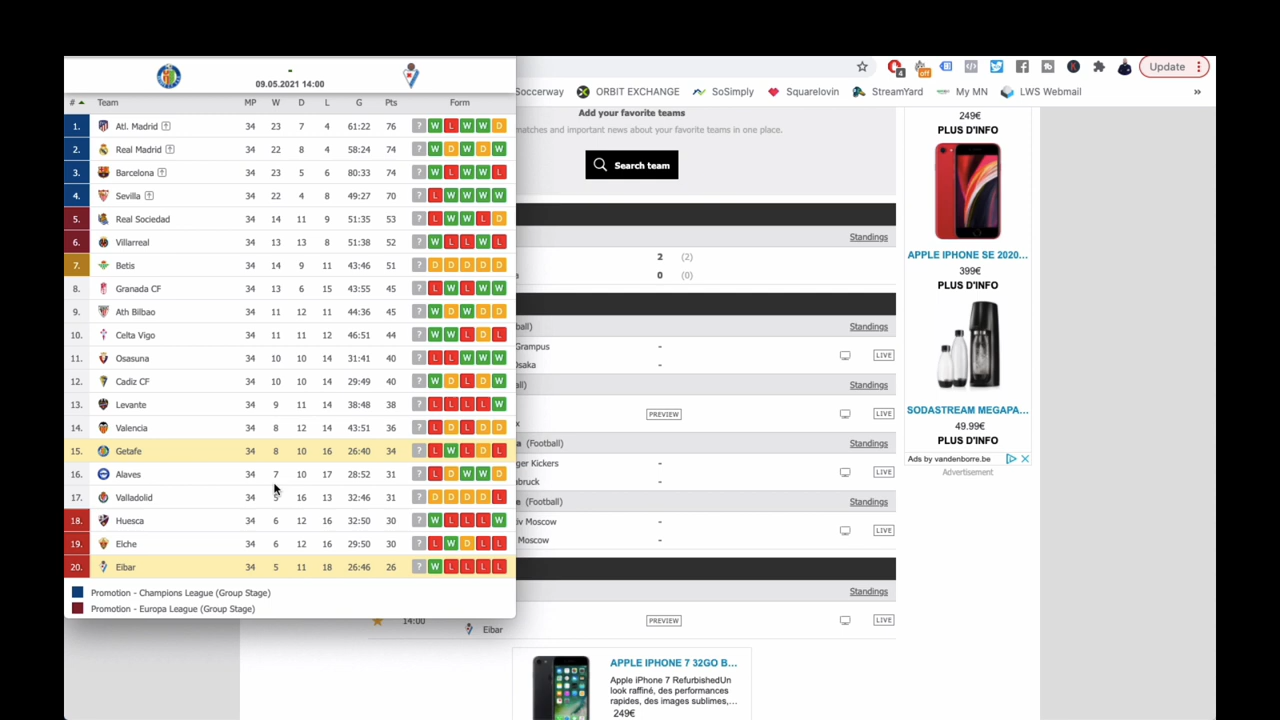 -
09.05.2021 14:00
# Team MP W D L G Pts Form
1. Atl. Madrid 34 23 7 4 61:22 76 ? W L W W D
2. Real Madrid 34 22 8 4 58:24 74 ? W D W D W
3. Barcelona 34 23 5 6 80:33 74 ? W L W W L
4. Sevilla 34 22 4 8 49:27 70 ? L W W W W
5. Real Sociedad 34 14 11 9 51:35 53 ? L W W L D
6. Villarreal 34 13 13 8 51:38 52 ? W L L W L
7. Betis 34 14 9 11 43:46 51 ? D D D D D
8. Granada CF 34 13 6 15 43:55 45 ? L W L W W
9. Ath Bilbao 34 11 12 11 44:36 45 ? W D W D D
10. Celta Vigo 34 11 11 12 46:51 44 ? W W L D L
11. Osasuna 34 10 10 14 31:41 40 ? L L W W W
12. Cadiz CF 34 10 10 14 29:49 40 ? W D L D W
13. Levante 34 9 11 14 38:48 38 ? L L L L W
14. Valencia 34 8 12 14 43:51 36 ? L D L D D
15. Getafe 34 8 10 16 26:40 34 ? L W L D L
16. Alaves 34 7 10 17 28:52 31 ? L D W W D
17. Valladolid 34 16 13 32:46 31 ? D D D D L
18. Huesca 34 6 12 16 32:50 30 ? W L L L W
19. Elche 34 6 12 16 29:50 30 ? L W D L L
20. Eibar 34 5 11 18 26:46 26 ? W L L L L
Promotion - Champions League (Group Stage)
Promotion - Europa League (Group Stage)
4 off Update
Soccerway ORBIT EXCHANGE SoSimply Squarelovin StreamYard My MN LWS Webmail »
Add your favorite teams
matches and important news about your favorite teams in one place.
Search team
Standings
2 (2)
e 0 (0)
Standings
ball)
Grampus - LIVE
Osaka -
all) Standings
PREVIEW LIVE
k
a (Football) Standings
ger Kickers - LIVE
bruck -
e (Football) Standings
iv Moscow - LIVE
Moscow -
Standings
14:00 PREVIEW LIVE
Eibar
APPLE IPHONE 7 32GO B...
Apple iPhone 7 RefurbishedUn
look raffiné, des performances
rapides, des images sublimes,...
249€
249€
PLUS D'INFO
APPLE IPHONE SE 2020...
399€
PLUS D'INFO
SODASTREAM MEGAPA...
49.99€
PLUS D'INFO
Ads by vandenborre.be
Advertisement